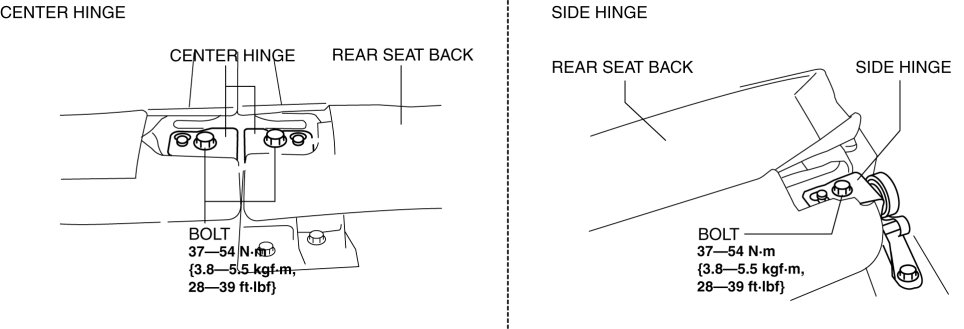 CENTER HINGE
CENTER HINGE
REAR SEAT BACK
BOLT
37—54 N·m
{3.8—5.5 kgf·m,
28—39 ft·lbf}
SIDE HINGE
REAR SEAT BACK
SIDE HINGE
BOLT
37—54 N·m
{3.8—5.5 kgf·m,
28—39 ft·lbf}